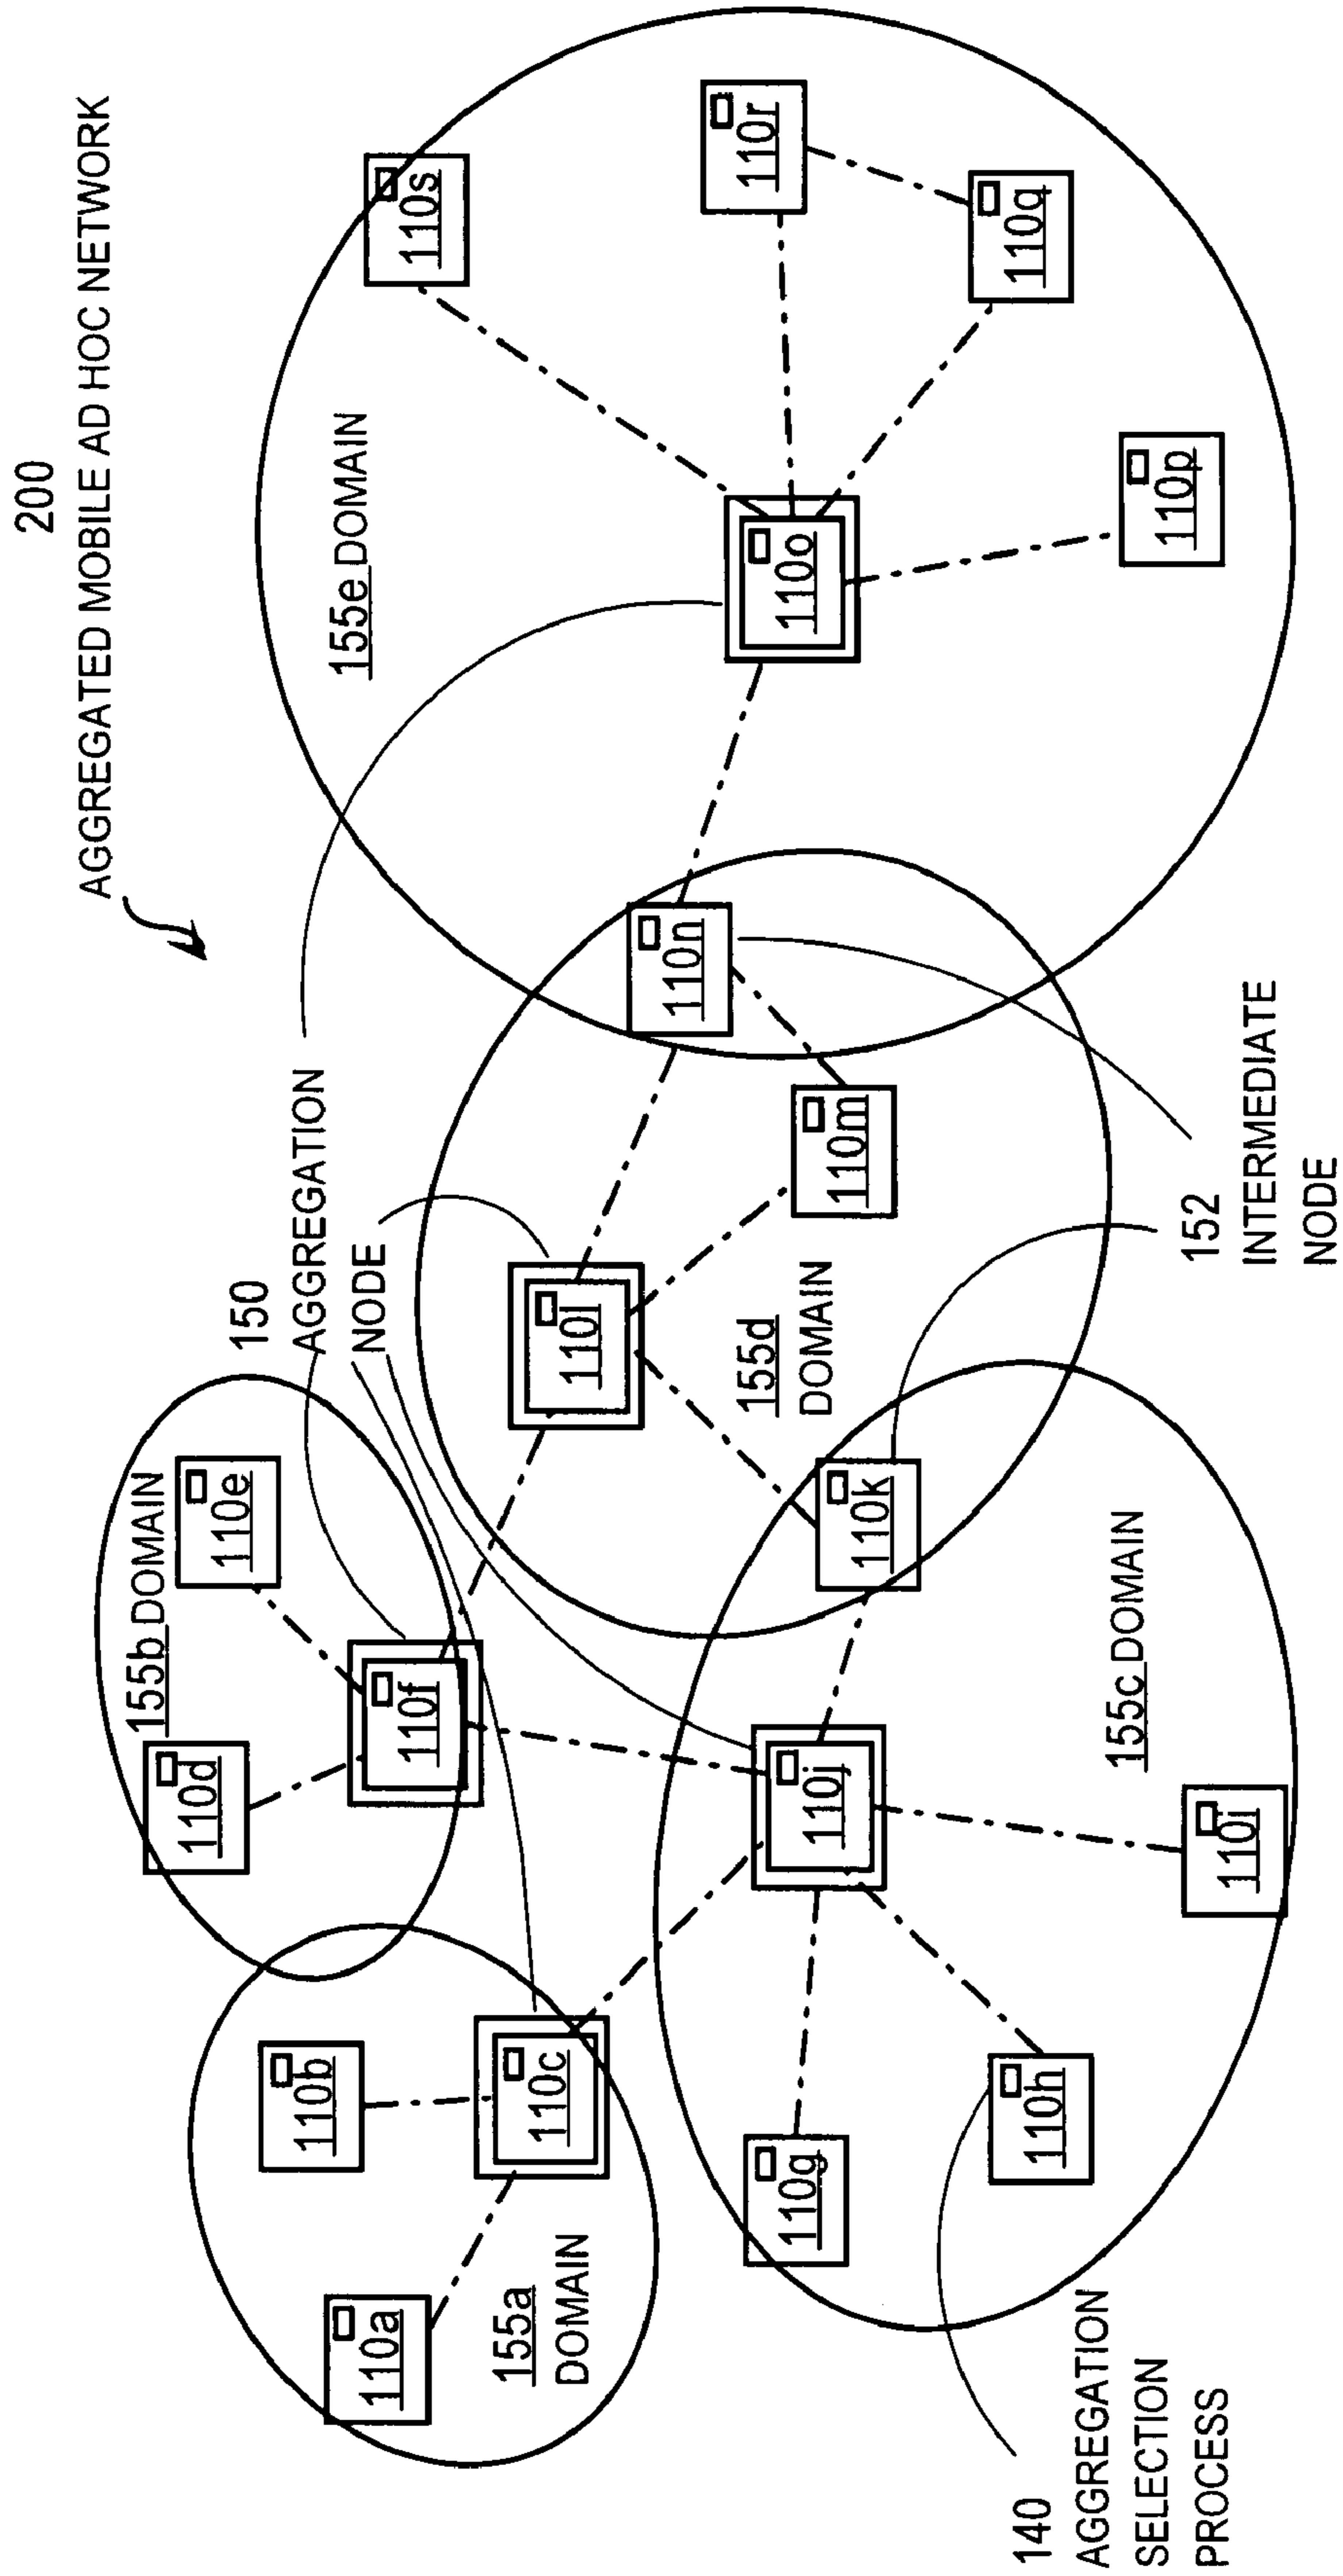 200
AGGREGATED MOBILE AD HOC NETWORK
150
AGGREGATION
NODE
155b DOMAIN
155e DOMAIN
110e
110d
110f
110b
110a
110c
155a
DOMAIN
110s
110r
110q
110o
110p
110n
110l
110m
155d
DOMAIN
110k
110j
110g
110h
110i
155c DOMAIN
152
INTERMEDIATE
NODE
140
AGGREGATION
SELECTION
PROCESS